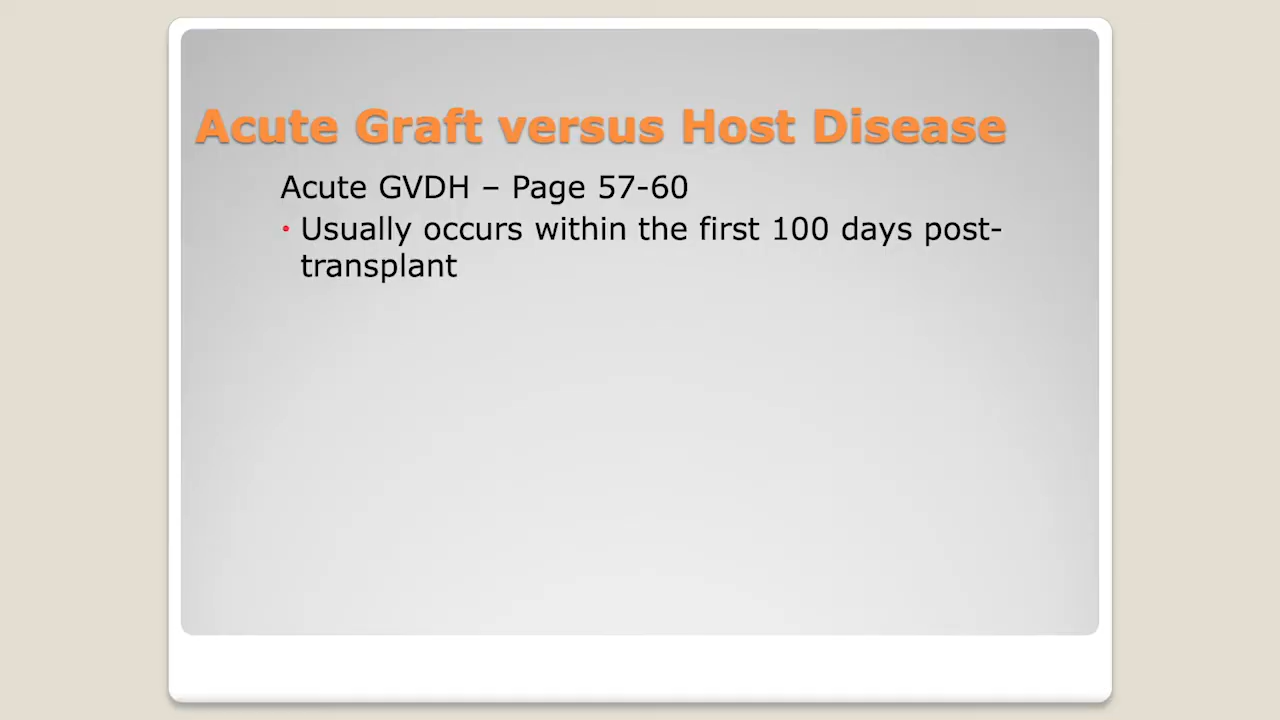 Acute Graft versus Host Disease
Acute GVDH – Page 57-60
• Usually occurs within the first 100 days post-
transplant